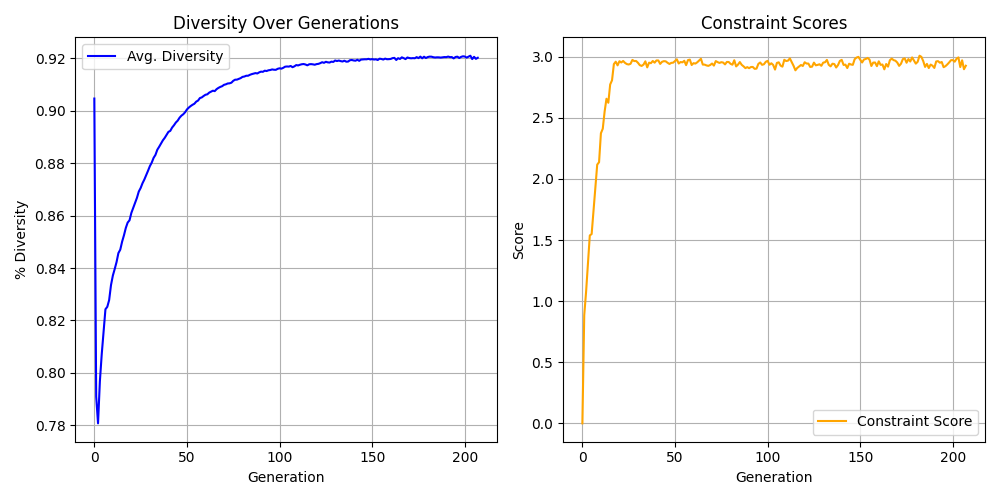 Diversity Over Generations
Avg. Diversity
% Diversity
0.92
0.90
0.88
0.86
0.84
0.82
0.80
0.78
0 50 100 150 200
Generation
Constraint Scores
Score
3.0
2.5
2.0
1.5
1.0
0.5
0.0
Constraint Score
0 50 100 150 200
Generation